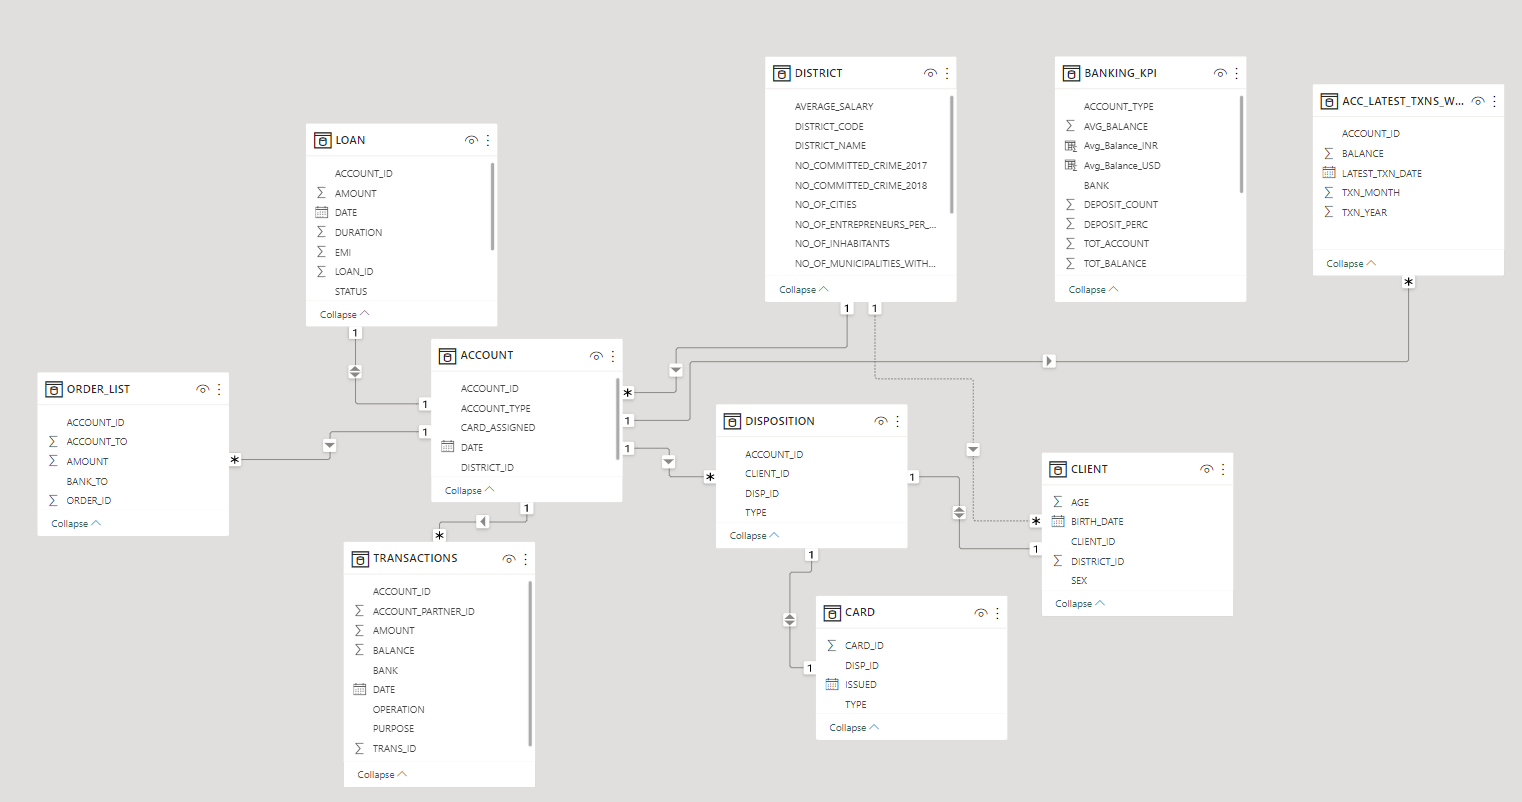 DISTRICT
AVERAGE_SALARY
DISTRICT_CODE
DISTRICT_NAME
NO_COMMITTED_CRIME_2017
NO_COMMITTED_CRIME_2018
NO_OF_CITIES
NO_OF_ENTREPRENEURS_PER_...
NO_OF_INHABITANTS
NO_OF_MUNICIPALITIES_WITH...
Collapse
1
1
BANKING_KPI
ACCOUNT_TYPE
AVG_BALANCE
Avg_Balance_INR
Avg_Balance_USD
BANK
DEPOSIT_COUNT
DEPOSIT_PERC
TOT_ACCOUNT
TOT_BALANCE
Collapse
ACC_LATEST_TXNS_W...
ACCOUNT_ID
BALANCE
LATEST_TXN_DATE
TXN_MONTH
TXN_YEAR
Collapse
*
LOAN
ACCOUNT_ID
AMOUNT
DATE
DURATION
EMI
LOAN_ID
STATUS
Collapse
1
ACCOUNT
ACCOUNT_ID
ACCOUNT_TYPE
CARD_ASSIGNED
DATE
DISTRICT_ID
Collapse
1
1
*
1
1
1
ORDER_LIST
ACCOUNT_ID
ACCOUNT_TO
AMOUNT
BANK_TO
ORDER_ID
Collapse
*
DISPOSITION
ACCOUNT_ID
CLIENT_ID
DISP_ID
TYPE
Collapse
*
1
1
CLIENT
AGE
BIRTH_DATE
CLIENT_ID
DISTRICT_ID
SEX
Collapse
*
1
TRANSACTIONS
ACCOUNT_ID
ACCOUNT_PARTNER_ID
AMOUNT
BALANCE
BANK
DATE
OPERATION
PURPOSE
TRANS_ID
Collapse
*
CARD
CARD_ID
DISP_ID
ISSUED
TYPE
Collapse
1